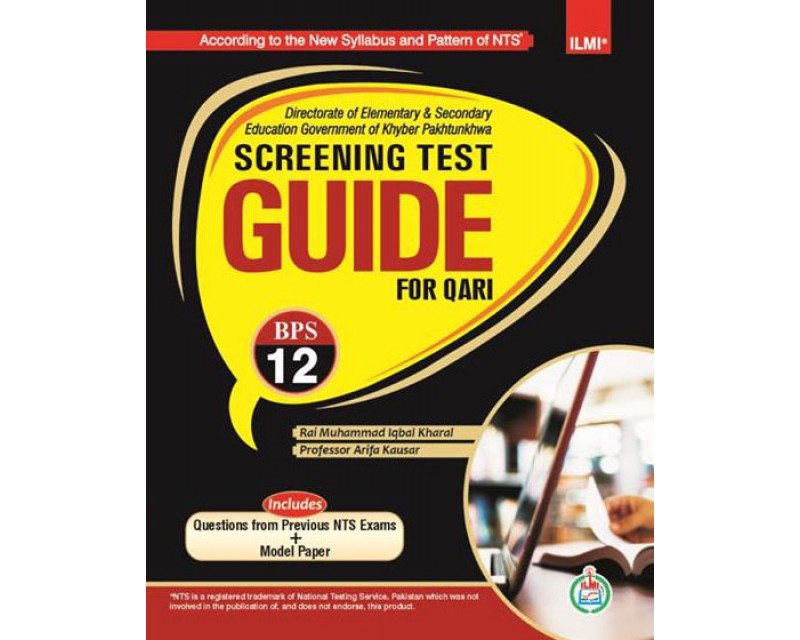 According to the New Syllabus and Pattern of NTS*
ILMI*
Directorate of Elementary & Secondary
Education Government of Khyber Pakhtunkhwa
SCREENING TEST
GUIDE
FOR QARI
BPS
12
Rai Muhammad Iqbal Kharal
Professor Arifa Kausar
Includes
Questions from Previous NTS Exams
+
Model Paper
ILMI
*NTS is a registered trademark of National Testing Service, Pakistan which was not
involved in the publication of, and does not endorse, this product.